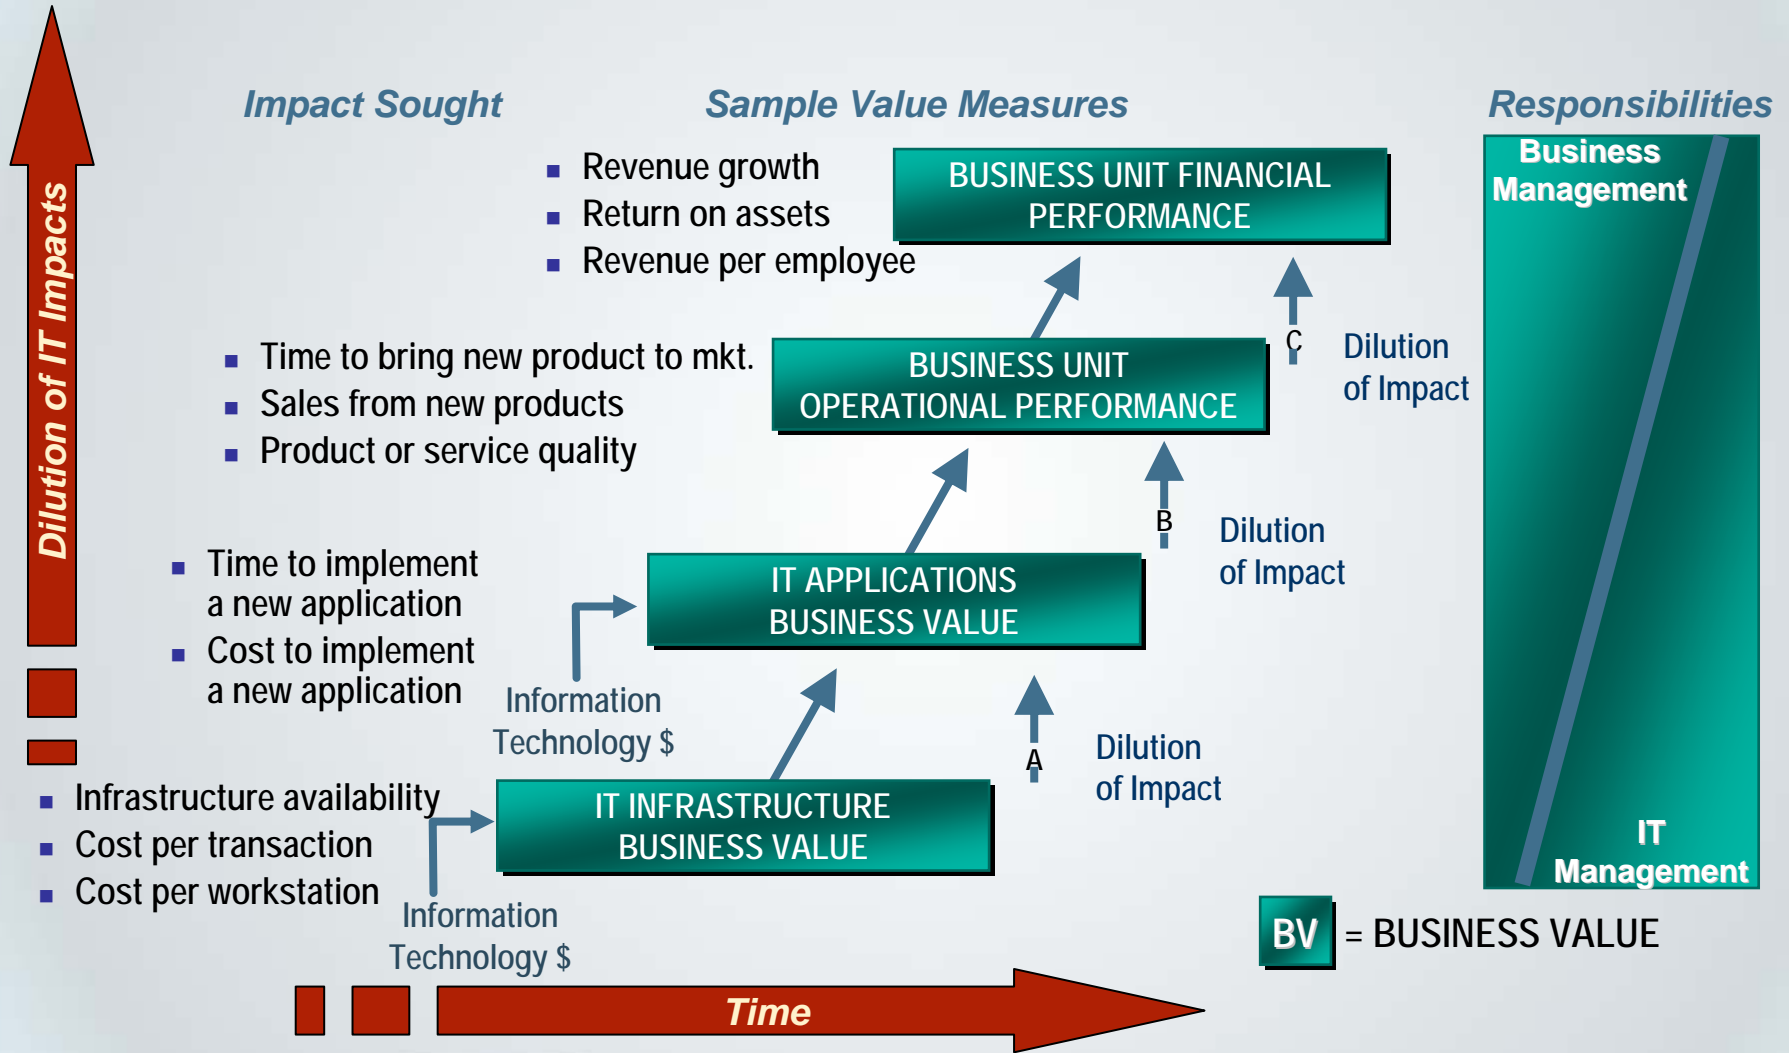 Impact Sought
Sample Value Measures
Responsibilities
Dilution of IT Impacts
Revenue growth
Return on assets
Revenue per employee
BUSINESS UNIT FINANCIAL
PERFORMANCE
Business
Management
C
Dilution
of Impact
Time to bring new product to mkt.
Sales from new products
Product or service quality
BUSINESS UNIT
OPERATIONAL PERFORMANCE
B
Dilution
of Impact
Time to implement
a new application
Cost to implement
a new application
IT APPLICATIONS
BUSINESS VALUE
Information
Technology $
A
Dilution
of Impact
Infrastructure availability
Cost per transaction
Cost per workstation
IT INFRASTRUCTURE
BUSINESS VALUE
Information
Technology $
IT
Management
BV = BUSINESS VALUE
Time